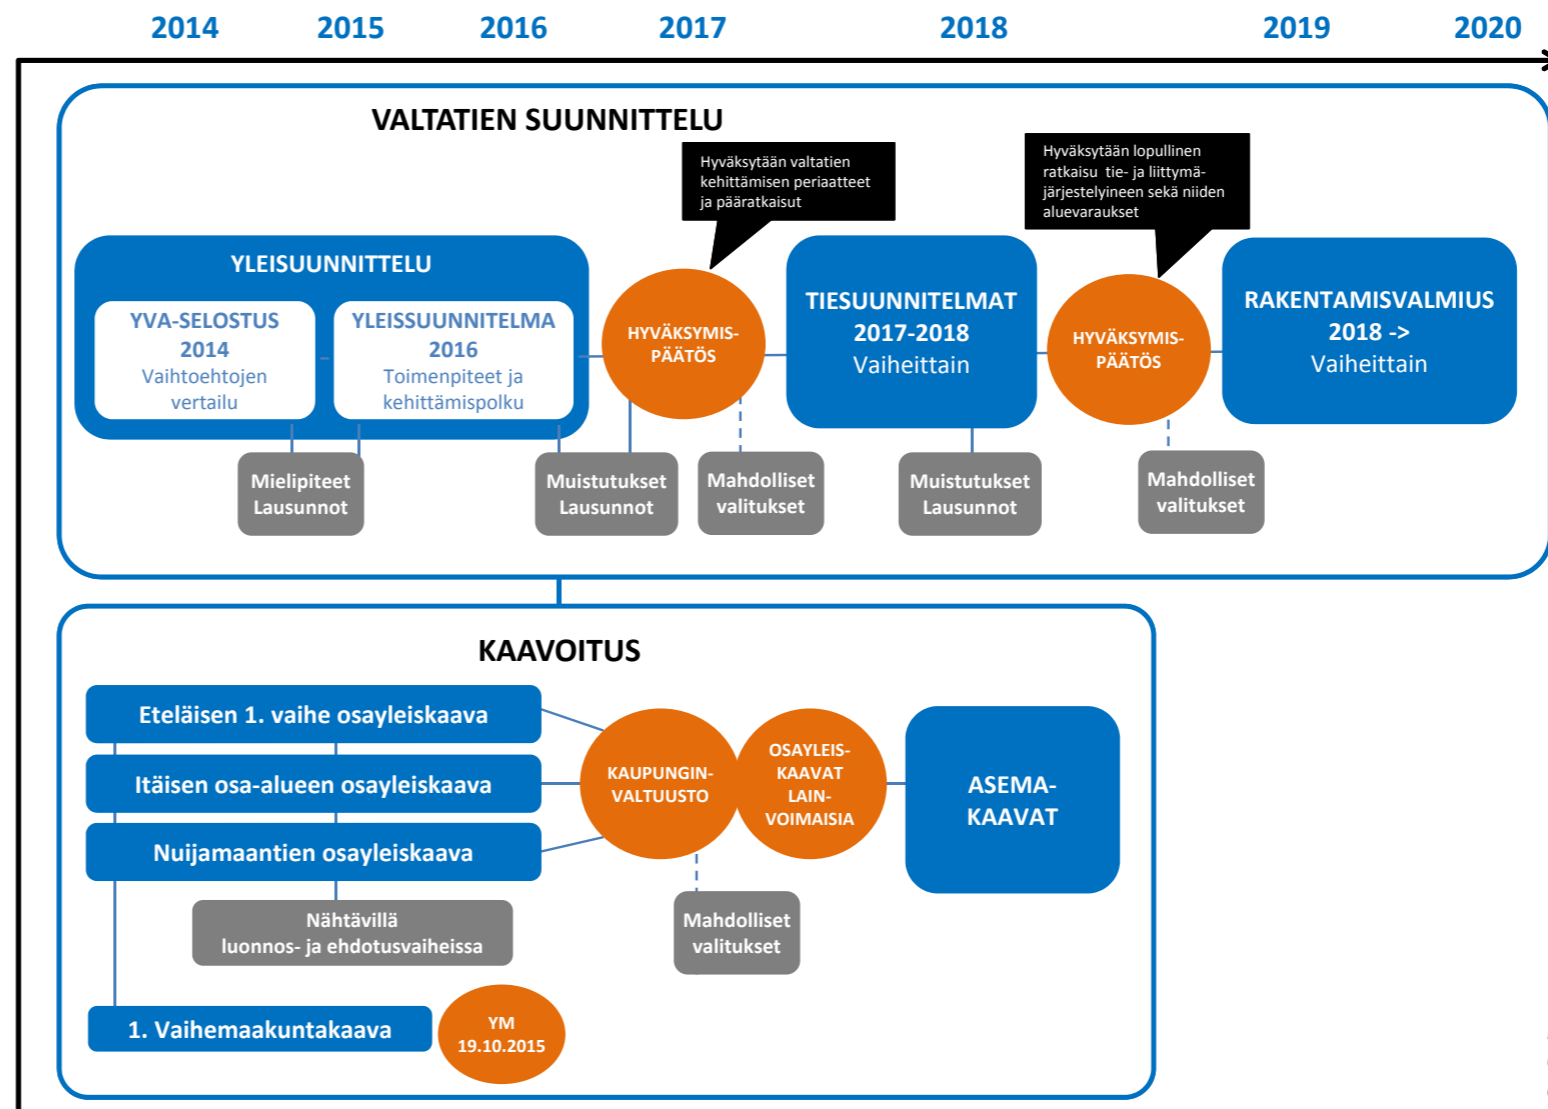 2014 2015 2016 2017 2018 2019 2020
VALTATIEN SUUNNITTELU
Hyväksytään valtatien
kehittämisen periaatteet
ja pääratkaisut
Hyväksytään lopullinen
ratkaisu tie- ja liittymä-
järjestelyineen sekä niiden
aluevaraukset
YLEISUUNNITTELU
YVA-SELOSTUS
2014
Vaihtoehtojen
vertailu
YLEISSUUNNITELMA
2016
Toimenpiteet ja
kehittämispolku
HYVÄKSYMIS-
PÄÄTÖS
TIESUUNNITELMAT
2017-2018
Vaiheittain
HYVÄKSYMIS-
PÄÄTÖS
RAKENTAMISVALMIUS
2018 ->
Vaiheittain
Mielipiteet
Lausunnot
Muistutukset
Lausunnot
Mahdolliset
valitukset
Muistutukset
Lausunnot
Mahdolliset
valitukset
KAAVOITUS
Eteläisen 1. vaihe osayleiskaava
Itäisen osa-alueen osayleiskaava
Nuijamaantien osayleiskaava
KAUPUNGIN-
VALTUUSTO
OSAYLEIS-
KAAVAT
LAIN-
VOIMAISIA
ASEMA-
KAAVAT
Nähtävillä
luonnos- ja ehdotusvaiheissa
Mahdolliset
valitukset
1. Vaihemaakuntakaava
YM
19.10.2015